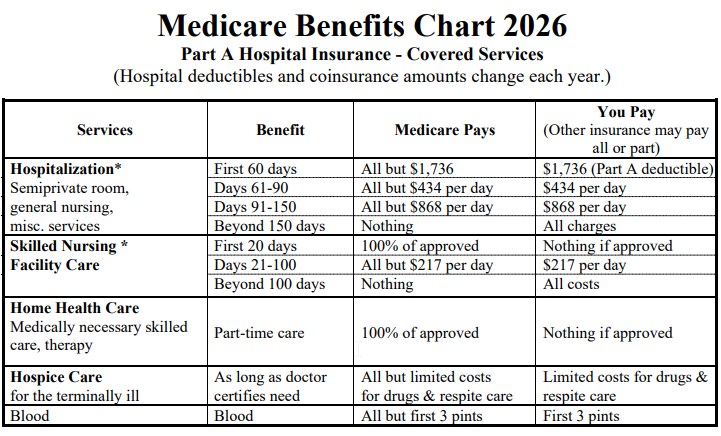 Medicare Benefits Chart 2026
Part A Hospital Insurance - Covered Services
(Hospital deductibles and coinsurance amounts change each year.)
Services Benefit Medicare Pays You Pay
(Other insurance may pay
all or part)
Hospitalization* First 60 days All but $1,736 $1,736 (Part A deductible)
Semiprivate room, Days 61-90 All but $434 per day $434 per day
general nursing, Days 91-150 All but $868 per day $868 per day
misc. services Beyond 150 days Nothing All charges
Skilled Nursing * First 20 days 100% of approved Nothing if approved
Facility Care Days 21-100 All but $217 per day $217 per day
Beyond 100 days Nothing All costs
Home Health Care
Medically necessary skilled
care, therapy Part-time care 100% of approved Nothing if approved
Hospice Care As long as doctor All but limited costs Limited costs for drugs &
for the terminally ill certifies need for drugs & respite care respite care
Blood Blood All but first 3 pints First 3 pints